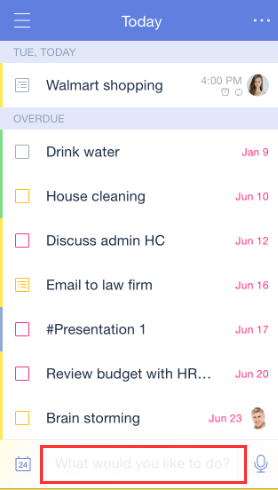 Today
TUE, TODAY
Walmart shopping 4:00 PM
OVERDUE
Drink water Jan 9
House cleaning Jun 10
Discuss admin HC Jun 12
Email to law firm Jun 16
#Presentation 1 Jun 17
Review budget with HR... Jun 20
Brain storming Jun 23
24 What would you like to do?